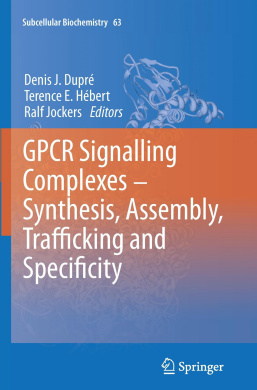 Subcellular Biochemistry 63
Denis J. Dupré
Terence E. Hébert
Ralf Jockers Editors
GPCR Signalling
Complexes –
Synthesis, Assembly,
Trafficking and
Specificity
Springer